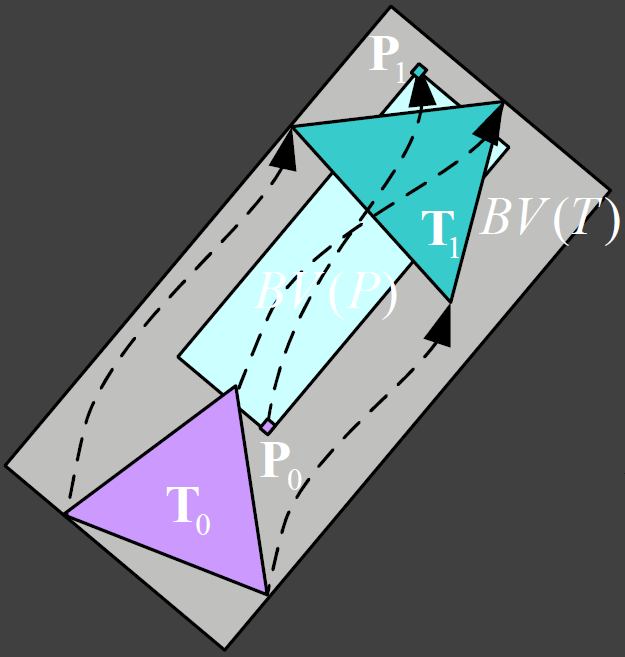 P₁
T₁
BV(T)
BV(P)
P₀
T₀